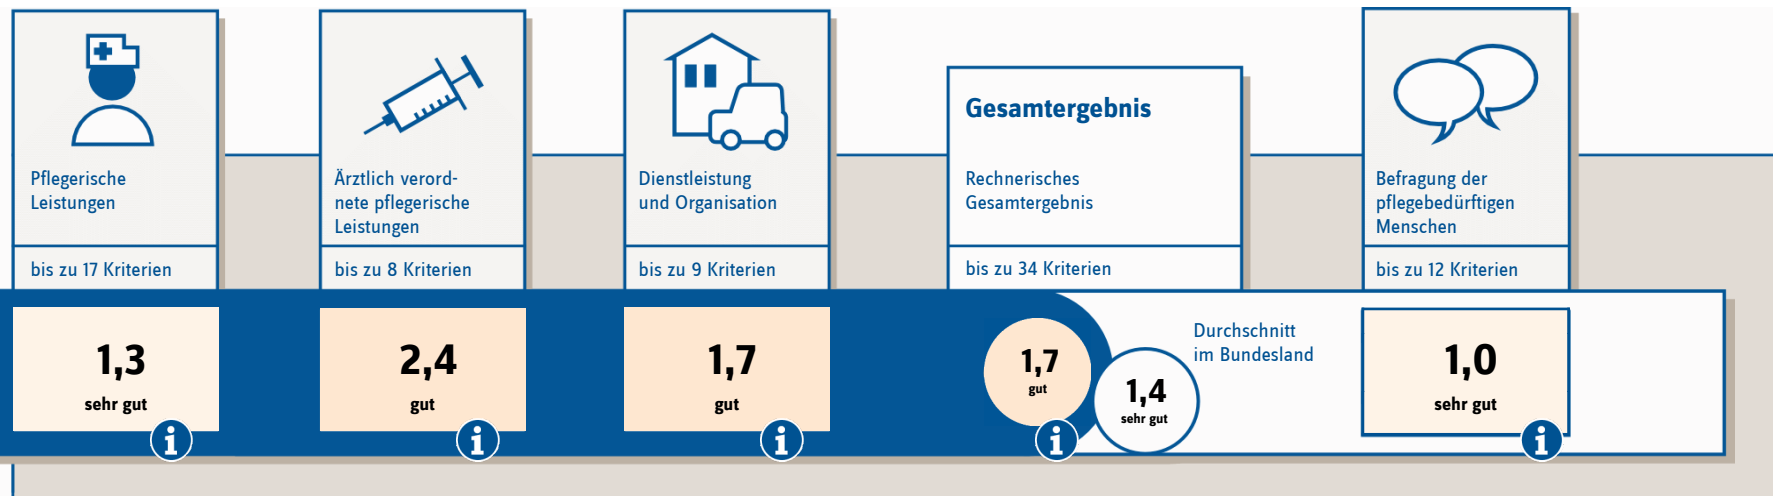 Pflegerische
Leistungen
bis zu 17 Kriterien
1,3
sehr gut
i
Ärztlich verord-
nete pflegerische
Leistungen
bis zu 8 Kriterien
2,4
gut
i
Dienstleistung
und Organisation
bis zu 9 Kriterien
1,7
gut
i
Gesamtergebnis
Rechnerisches
Gesamtergebnis
bis zu 34 Kriterien
1,7
gut
i
Durchschnitt
im Bundesland
1,4
sehr gut
Befragung der
pflegebedürftigen
Menschen
bis zu 12 Kriterien
1,0
sehr gut
i